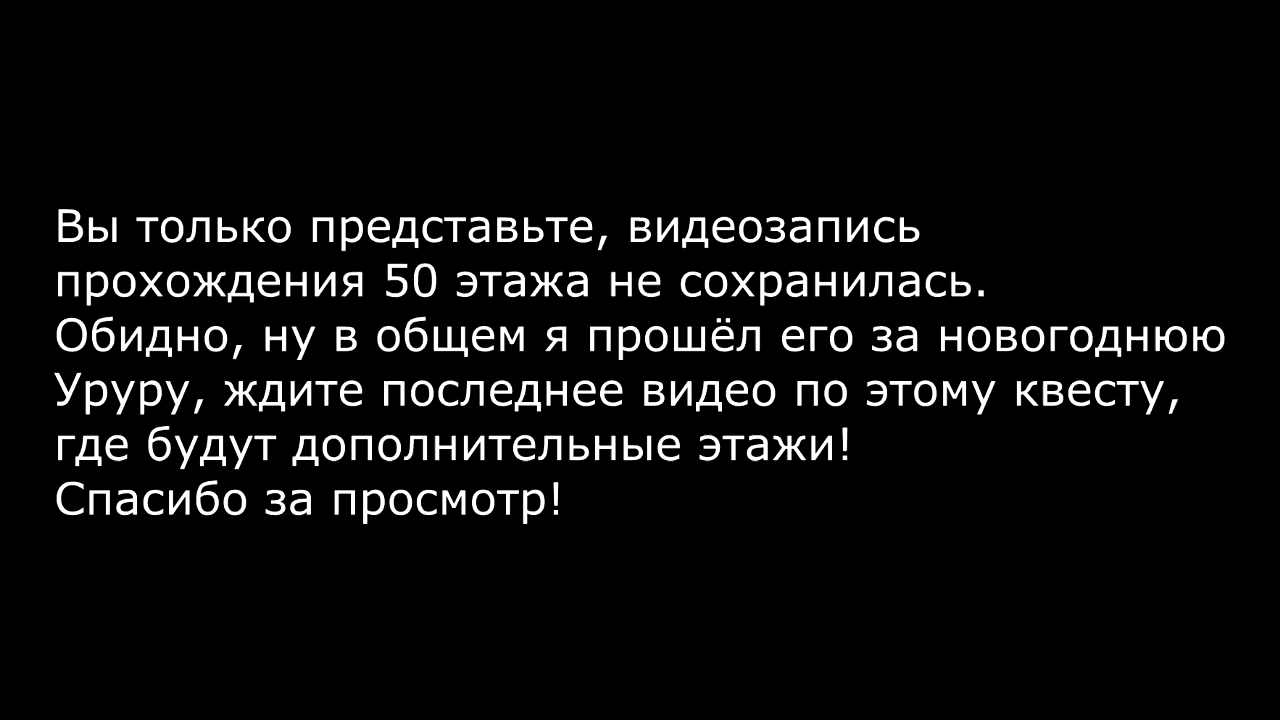 Вы только представьте, видеозапись
прохождения 50 этажа не сохранилась.
Обидно, ну в общем я прошёл его за новогоднюю
Уруру, ждите последнее видео по этому квесту,
где будут дополнительные этажи!
Спасибо за просмотр!